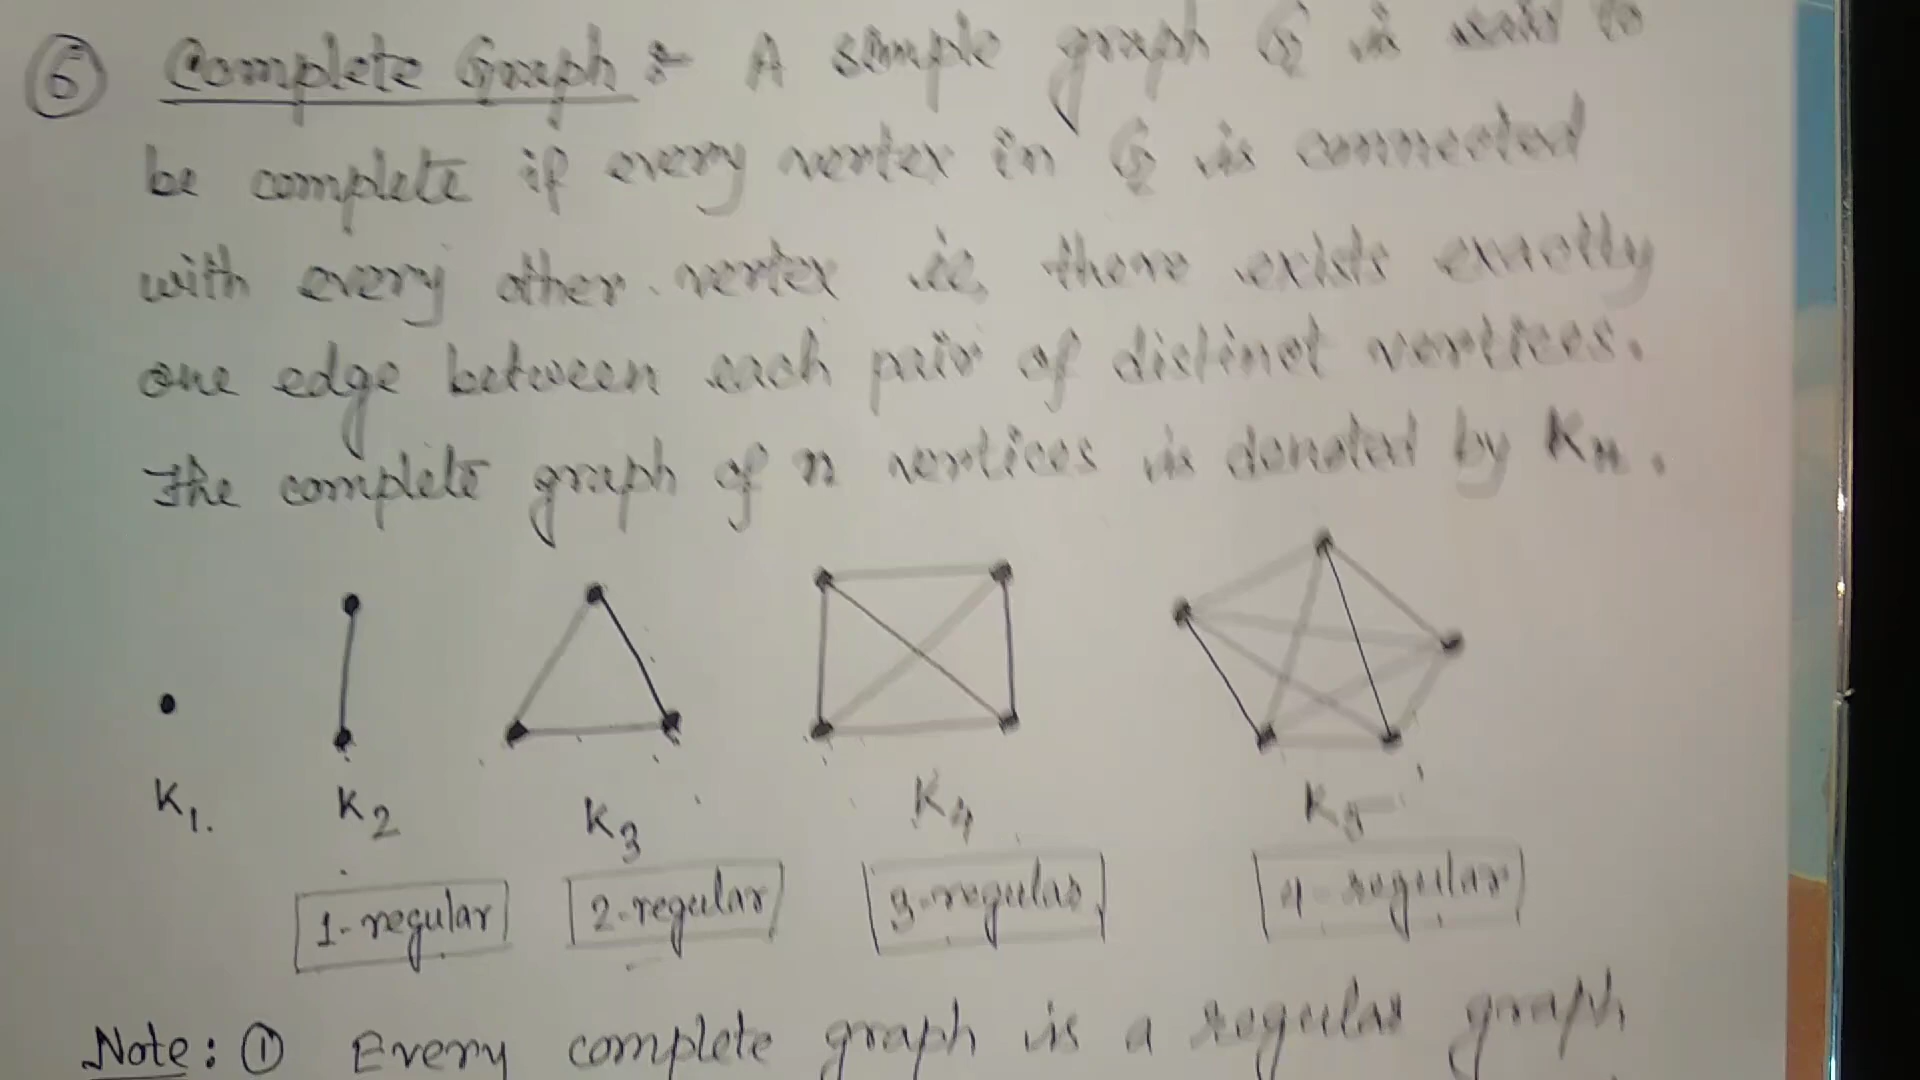 6 Complete Graph :- A simple graph G is said to
be complete if every vertex in G is connected
with every other vertex ie, there exists exactly
one edge between each pair of distinct vertices.
The complete graph of n vertices is denoted by Kn.
K1. K2 K3 K4 K5
1-regular 2-regular 3-regular 4-regular
Note: 1 Every complete graph is a regular graph